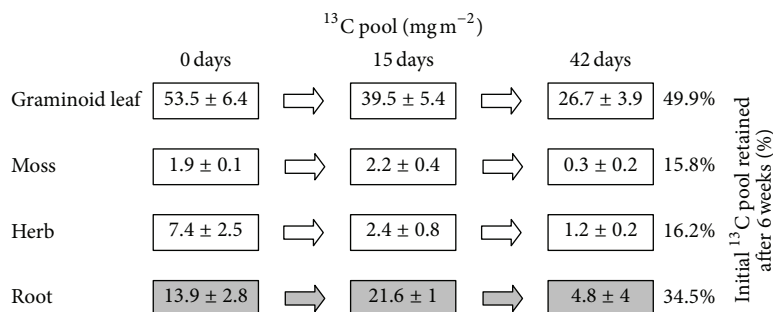 ¹³C pool (mg m⁻²)
0 days 15 days 42 days
Graminoid leaf 53.5 ± 6.4 39.5 ± 5.4 26.7 ± 3.9 49.9%
Moss 1.9 ± 0.1 2.2 ± 0.4 0.3 ± 0.2 15.8%
Herb 7.4 ± 2.5 2.4 ± 0.8 1.2 ± 0.2 16.2%
Root 13.9 ± 2.8 21.6 ± 1 4.8 ± 4 34.5%
Initial ¹³C pool retained
after 6 weeks (%)